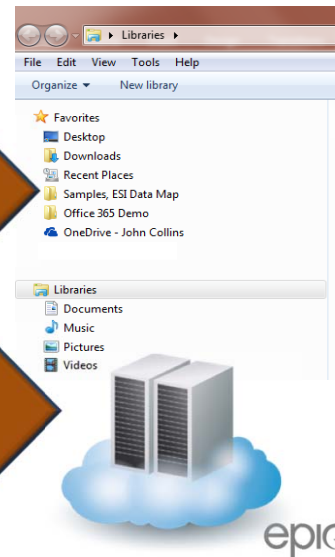 Libraries
File Edit View Tools Help
Organize New library
Favorites
Desktop
Downloads
Recent Places
Samples, ESI Data Map
Office 365 Demo
OneDrive - John Collins
Libraries
Documents
Music
Pictures
Videos
epiq